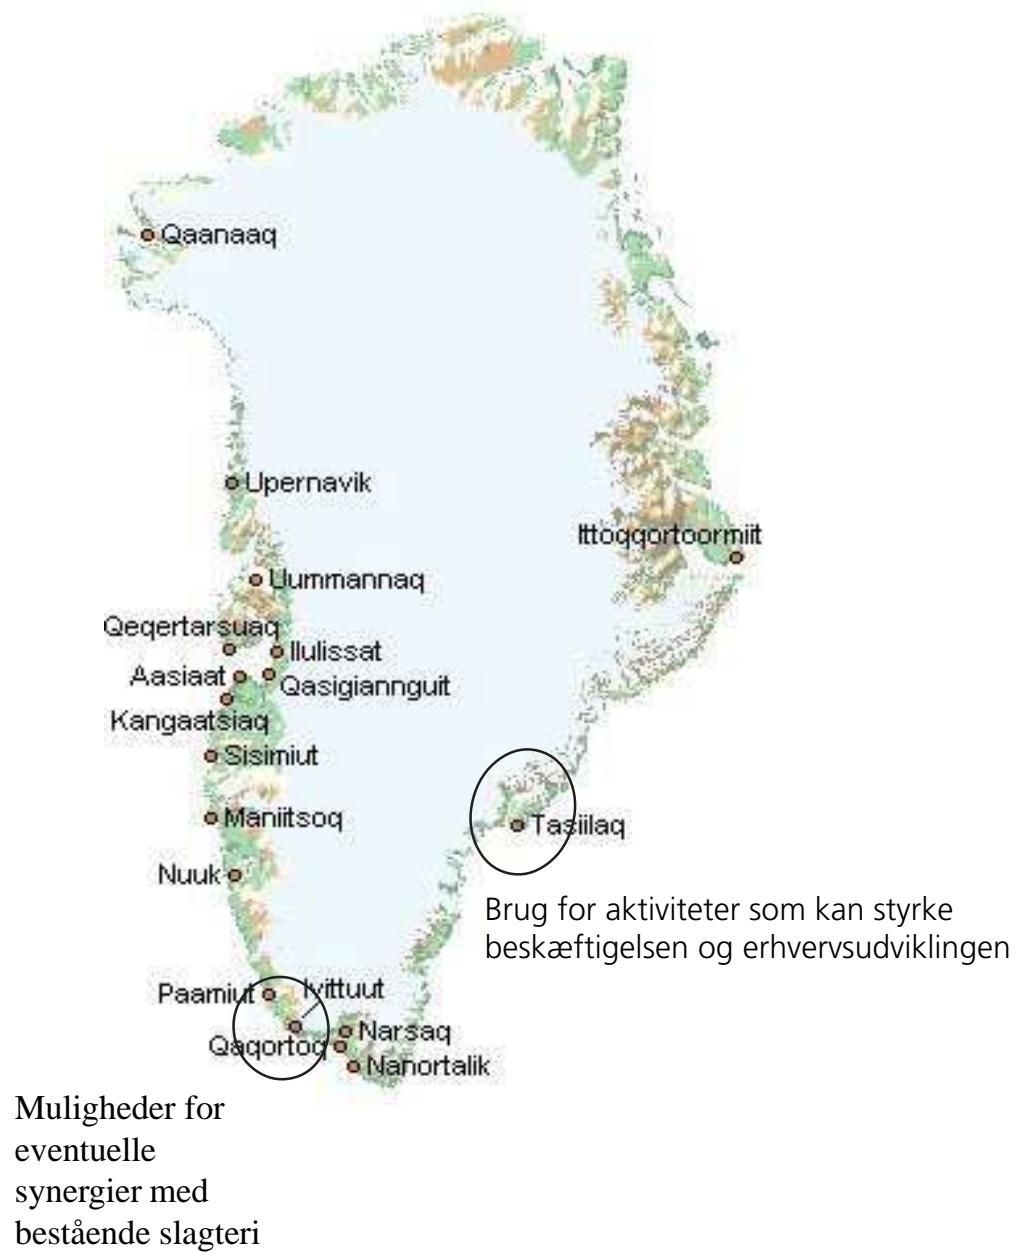 Qaanaaq
Upernavik
Ittoqqortoormiit
Uummannaq
Qeqertarsuaq
Ilulissat
Aasiaat
Qasigiannguit
Kangaatsiaq
Sisimiut
Maniitsoq
Tasiilaq
Nuuk
Brug for aktiviteter som kan styrke
beskæftigelsen og erhvervsudviklingen
Paamiut
Ivittuut
Narsaq
Qaqortoq
Nanortalik
Muligheder for
eventuelle
synergier med
bestående slagteri